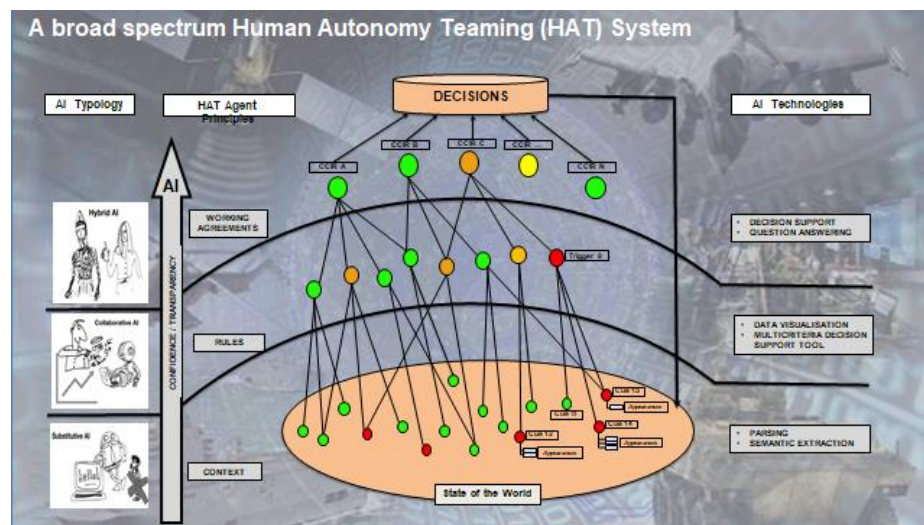 A broad spectrum Human Autonomy Teaming (HAT) System
AI Typology
HAT Agent
Principles
DECISIONS
AI Technologies
CCIR A
CCIR B
CCIR C
CCIR ...
CCIR N
AI
CONFIDENCE / TRANSPARENCY
Hybrid AI
WORKING
AGREEMENTS
• DECISION SUPPORT
• QUESTION ANSWERING
Trigger
Collaborative AI
RULES
• DATA VISUALISATION
• MULTICRITERIA DECISION
SUPPORT TOOL
Appearance
Appearance
Appearance
Substitutive AI
hello!
CONTEXT
• PARSING
• SEMANTIC EXTRACTION
State of the World